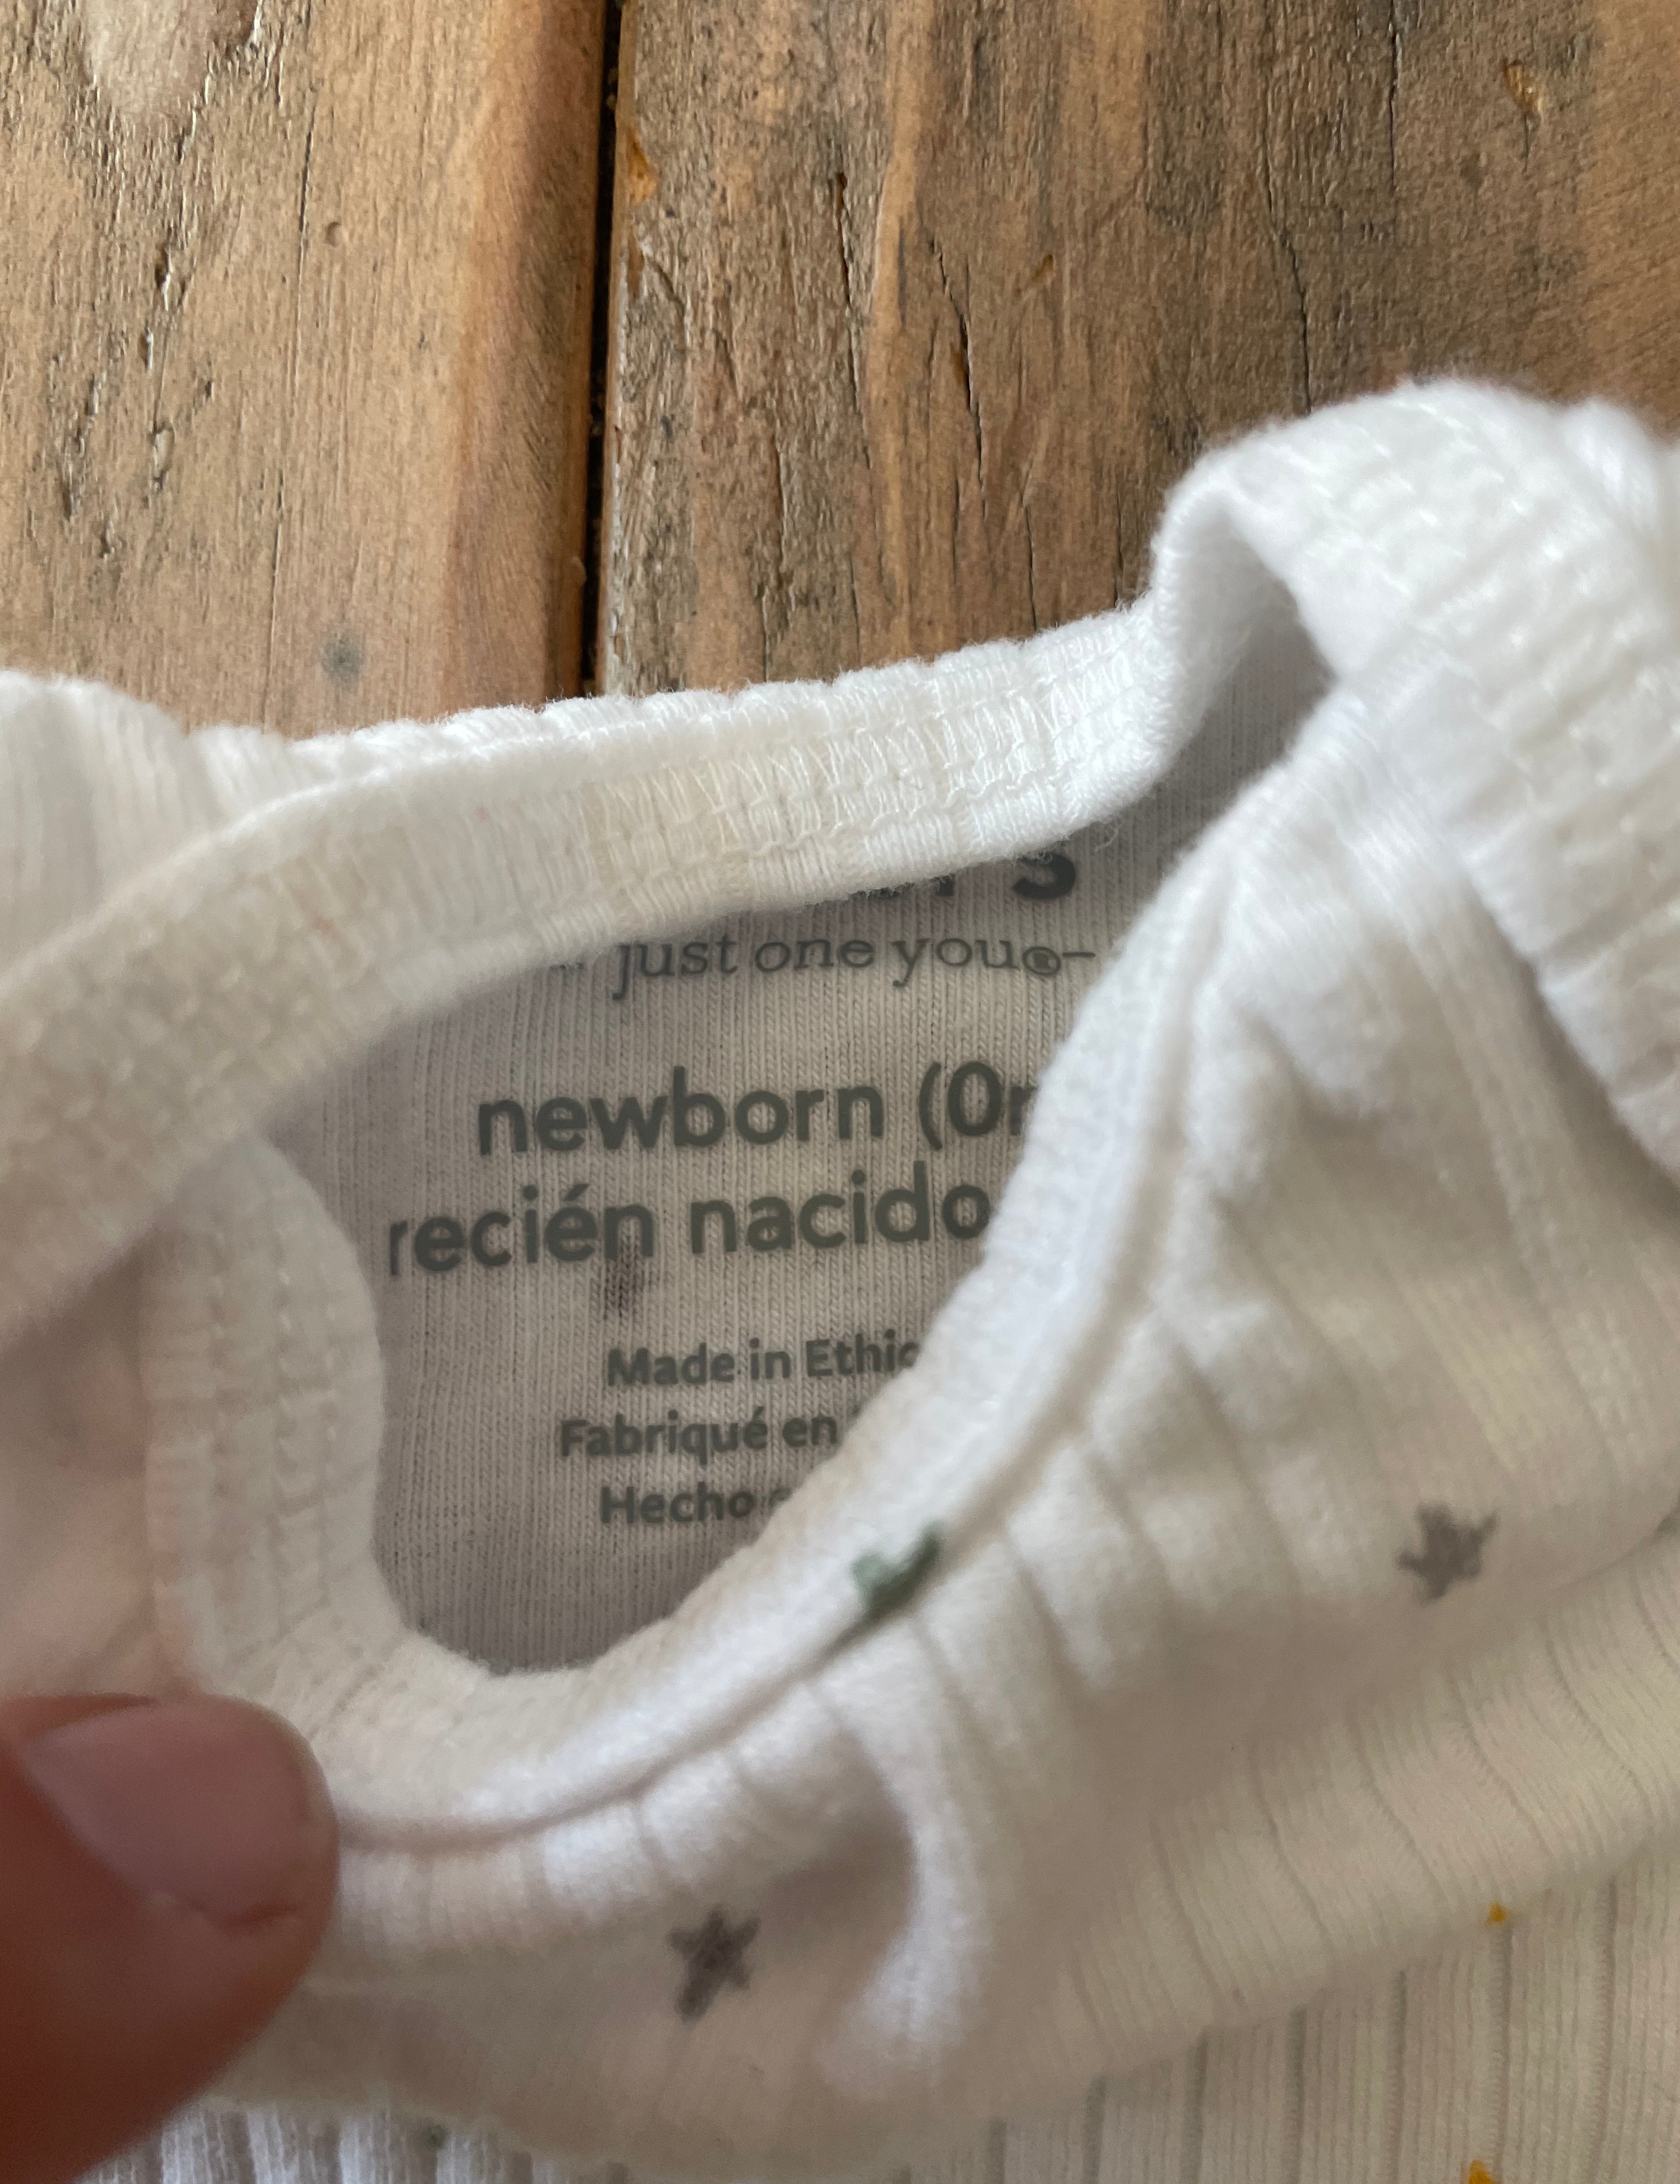 just one you®
newborn (0
recién nacido
Made in
Fabriqué en
Hecho